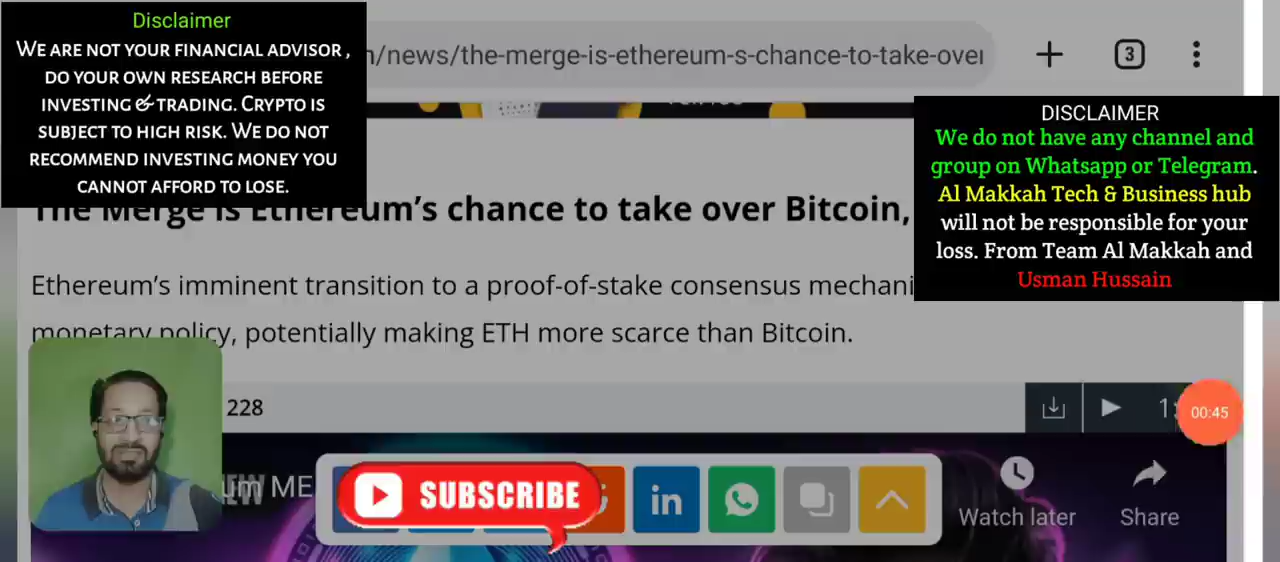 Disclaimer
WE ARE NOT YOUR FINANCIAL ADVISOR ,
DO YOUR OWN RESEARCH BEFORE
INVESTING & TRADING. CRYPTO IS
SUBJECT TO HIGH RISK. WE DO NOT
RECOMMEND INVESTING MONEY YOU
CANNOT AFFORD TO LOSE.
/news/the-merge-is-ethereum-s-chance-to-take-over
3
DISCLAIMER
We do not have any channel and
group on Whatsapp or Telegram.
Al Makkah Tech & Business hub
will not be responsible for your
loss. From Team Al Makkah and
Usman Hussain
The Merge is Ethereum's chance to take over Bitcoin,
Ethereum's imminent transition to a proof-of-stake consensus
monetary policy, potentially making ETH more scarce than Bitcoin.
228
00:45
SUBSCRIBE
in
Watch later
Share